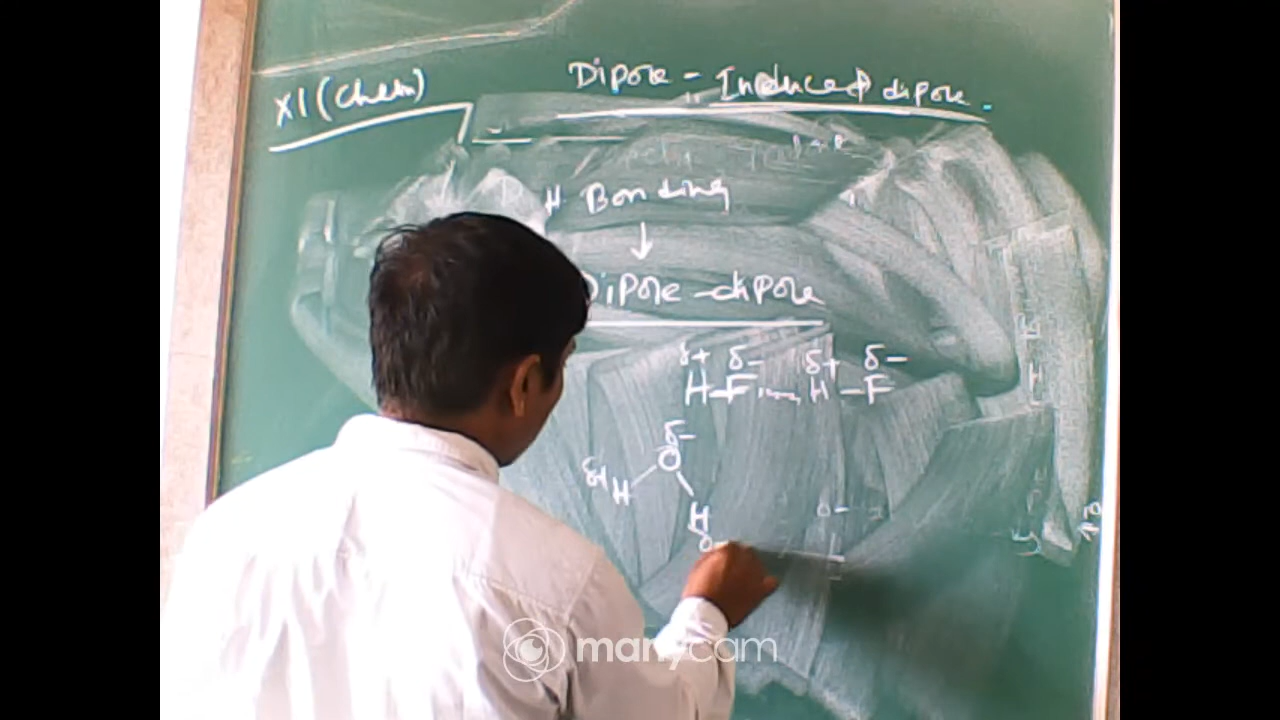 XI (Chem)
Dipole - Induced dipole.
H. Bonding
↓
Dipole-dipole
δ+ δ- δ+ δ-
H-F----H-F
δ-
O
δ+ H
H
δ
manycam